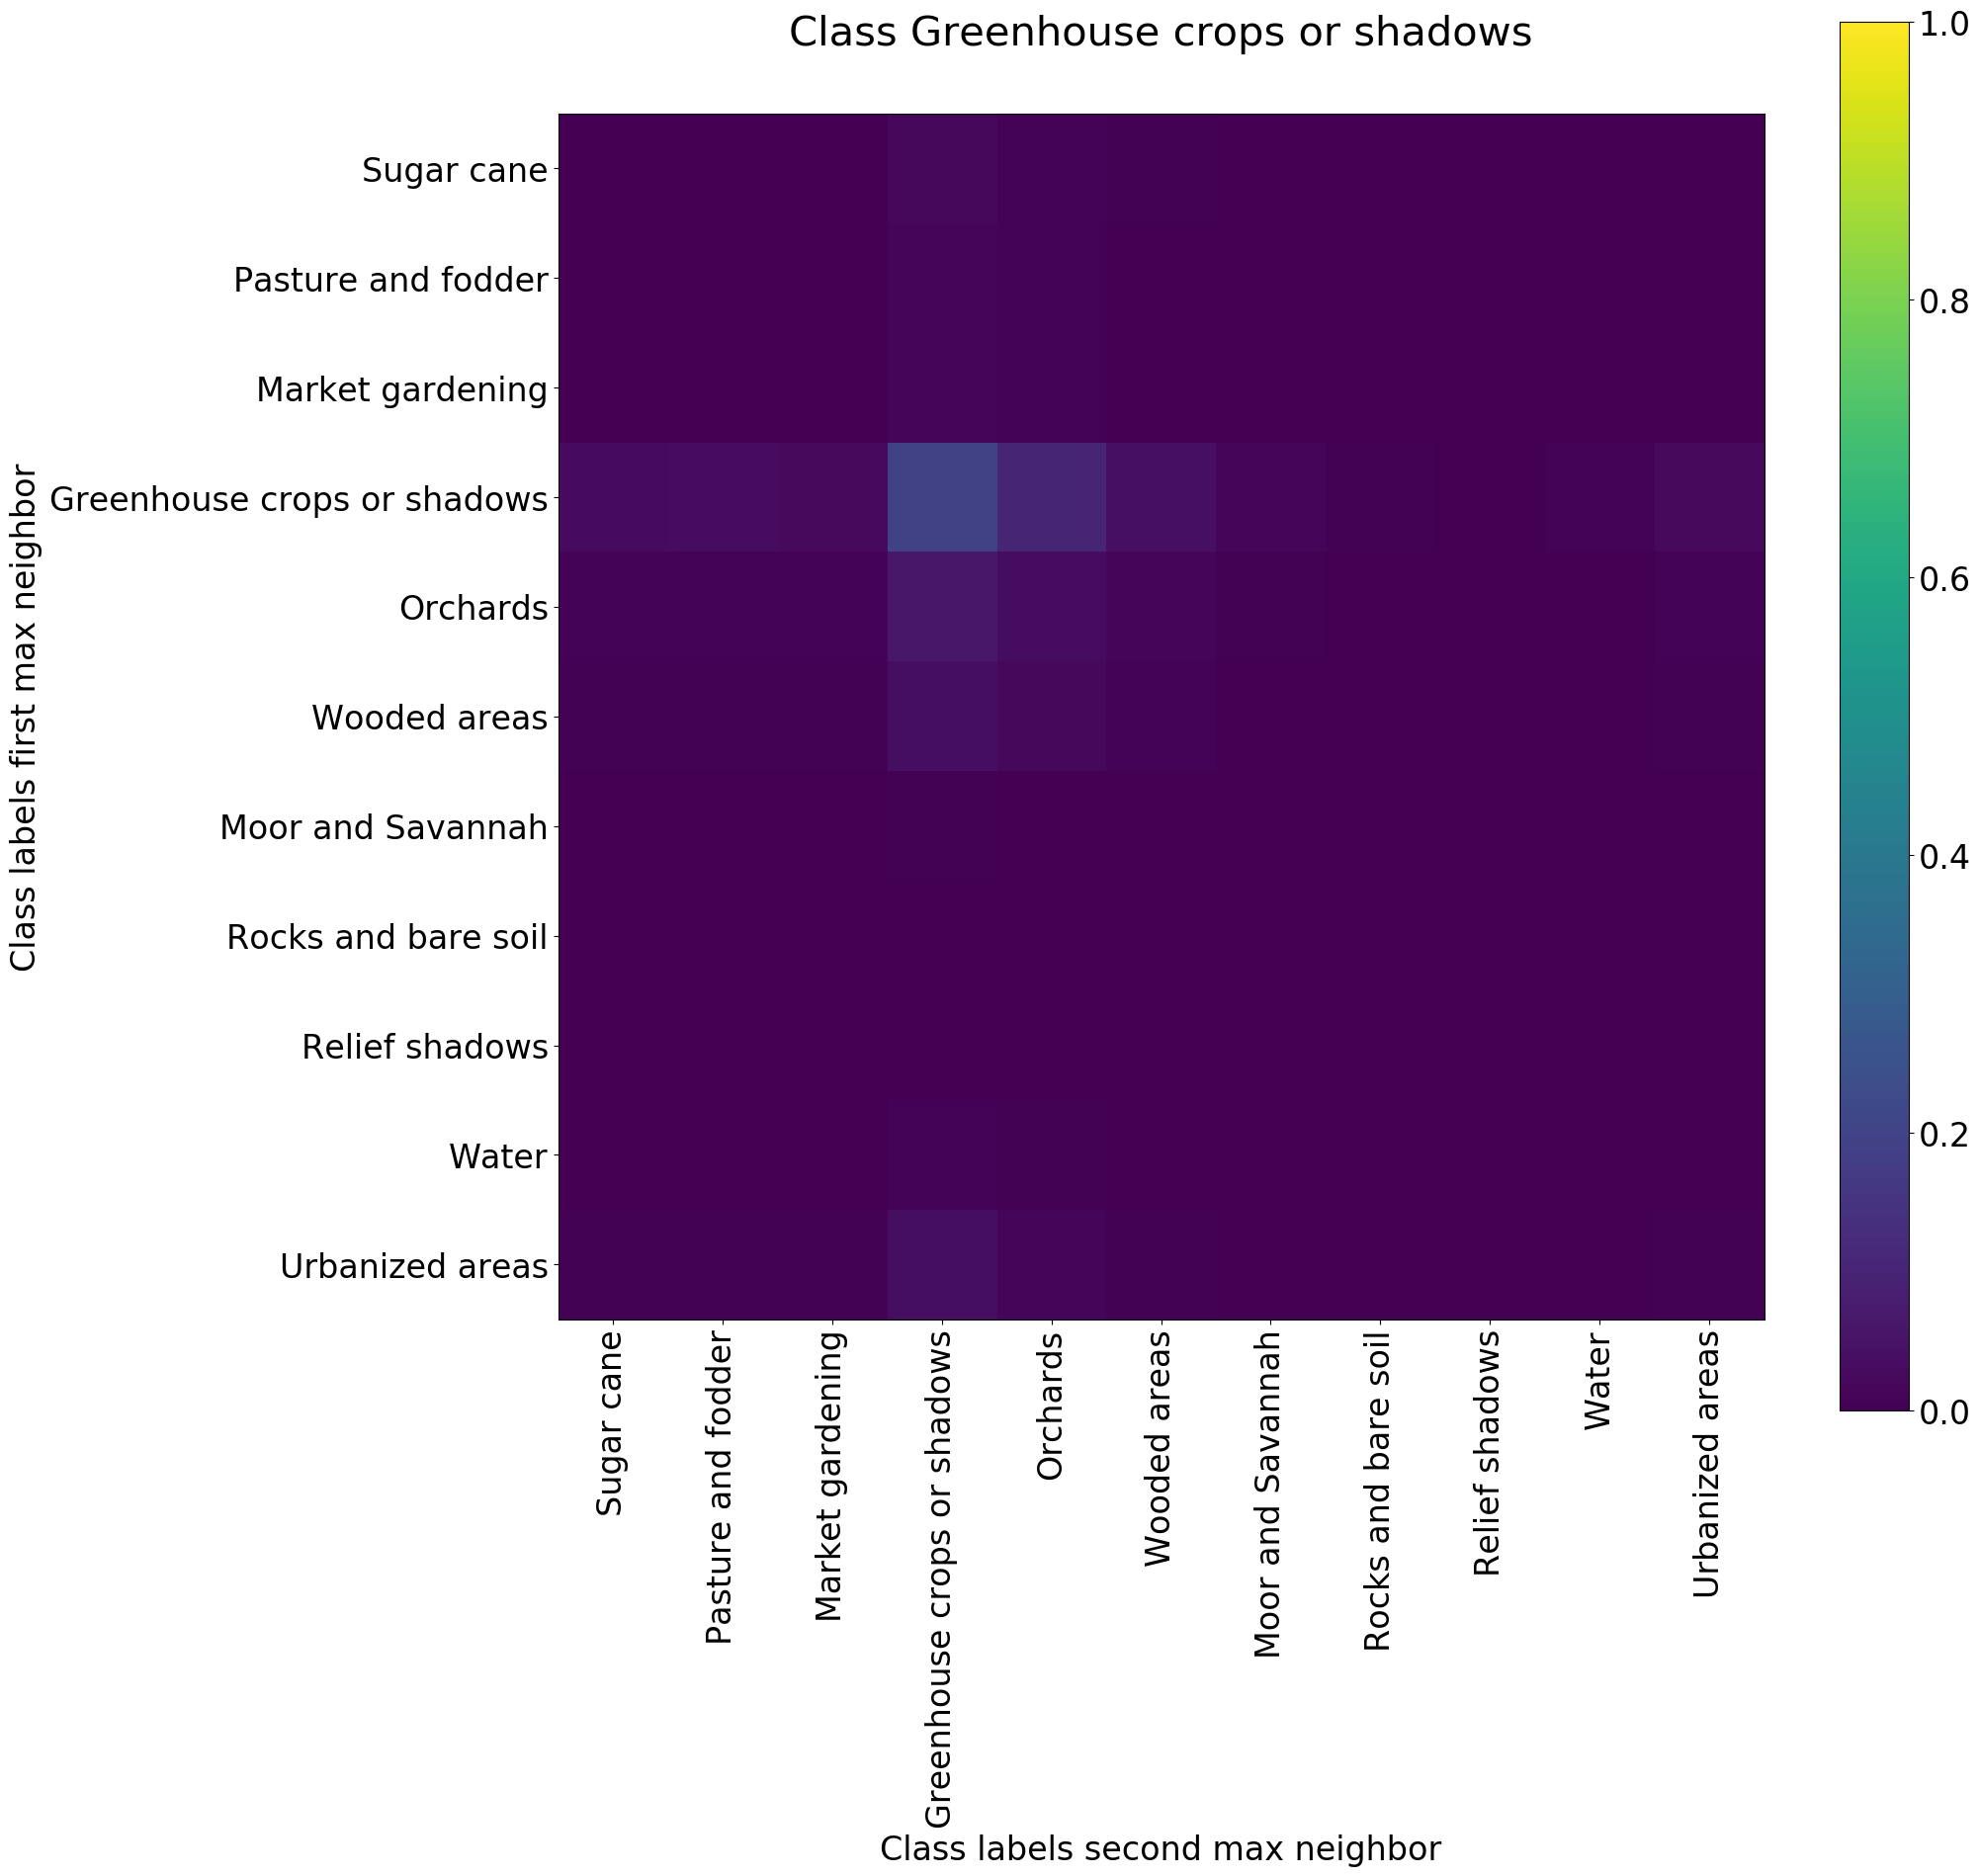 Class Greenhouse crops or shadows
Class labels first max neighbor
Sugar cane
Pasture and fodder
Market gardening
Greenhouse crops or shadows
Orchards
Wooded areas
Moor and Savannah
Rocks and bare soil
Relief shadows
Water
Urbanized areas
Sugar cane
Pasture and fodder
Market gardening
Greenhouse crops or shadows
Orchards
Wooded areas
Moor and Savannah
Rocks and bare soil
Relief shadows
Water
Urbanized areas
Class labels second max neighbor
1.0
0.8
0.6
0.4
0.2
0.0